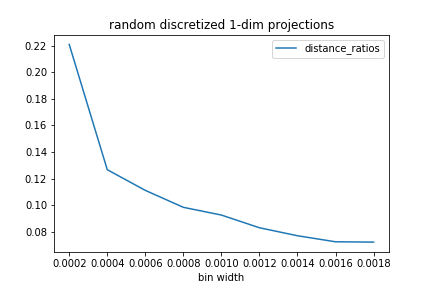 random discretized 1-dim projections
distance_ratios
0.22
0.20
0.18
0.16
0.14
0.12
0.10
0.08
0.0002 0.0004 0.0006 0.0008 0.0010 0.0012 0.0014 0.0016 0.0018
bin width